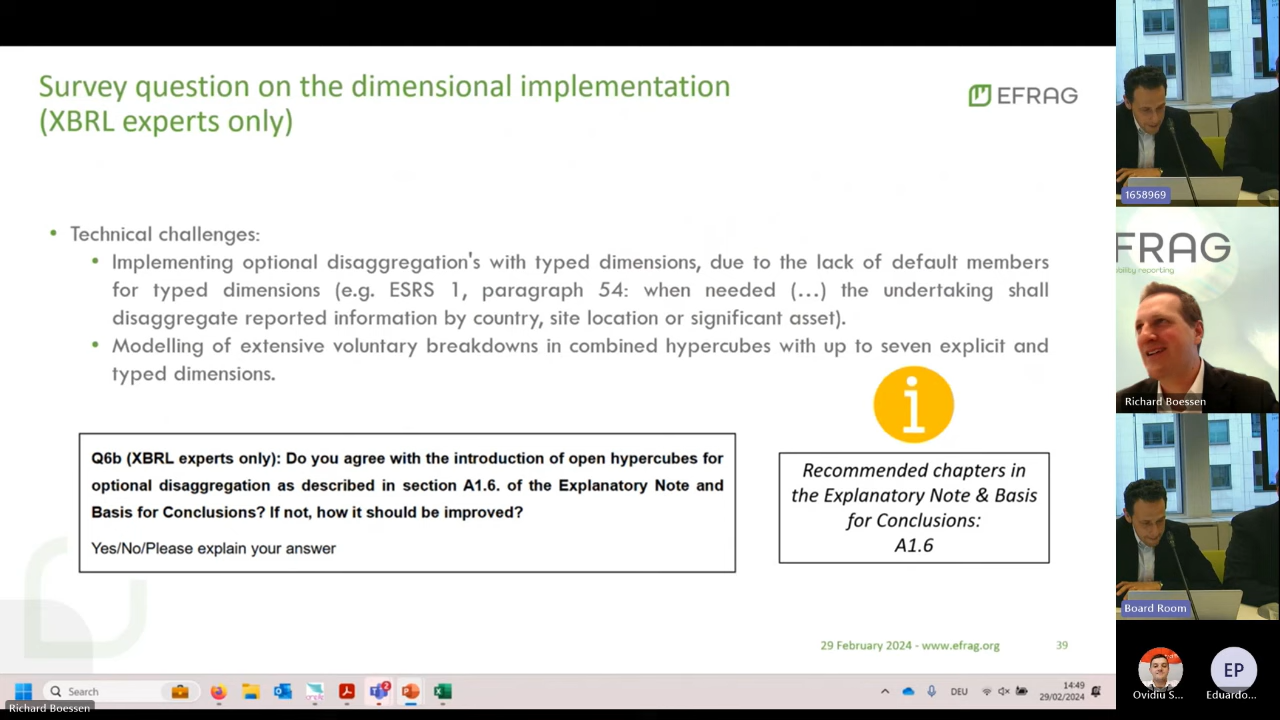 Survey question on the dimensional implementation
(XBRL experts only)
EFRAG
• Technical challenges:
• Implementing optional disaggregation's with typed dimensions, due to the lack of default members
for typed dimensions (e.g. ESRS 1, paragraph 54: when needed (…) the undertaking shall
disaggregate reported information by country, site location or significant asset).
• Modelling of extensive voluntary breakdowns in combined hypercubes with up to seven explicit and
typed dimensions.
Q6b (XBRL experts only): Do you agree with the introduction of open hypercubes for
optional disaggregation as described in section A1.6. of the Explanatory Note and
Basis for Conclusions? If not, how it should be improved?
Yes/No/Please explain your answer
i
Recommended chapters in
the Explanatory Note & Basis
for Conclusions:
A1.6
29 February 2024 - www.efrag.org
39
Search
2
DEU
14:49
29/02/2024
Richard Boessen
1658969
FRAG
bility reporting
Richard Boessen
Board Room
EP
Ovidiu S...
Eduardo...